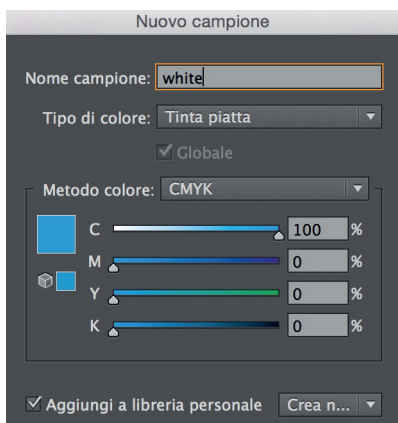 Nuovo campione
Nome campione: white
Tipo di colore: Tinta piatta
Globale
Metodo colore: CMYK
C 100 %
M 0 %
Y 0 %
K 0 %
Aggiungi a libreria personale Crea n...